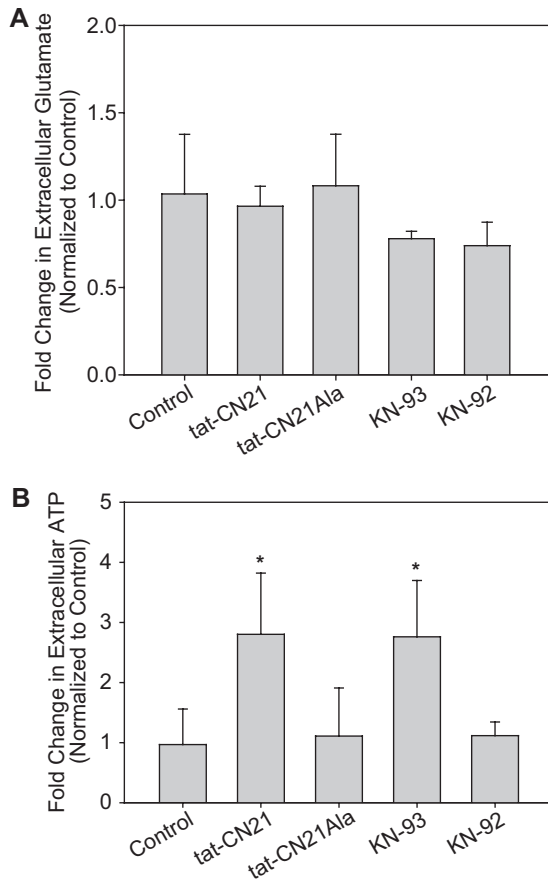 A
Fold Change in Extracellular Glutamate
(Normalized to Control)
2.0
1.5
1.0
0.5
0.0
Control
tat-CN21
tat-CN21Ala
KN-93
KN-92
B
Fold Change in Extracellular ATP
(Normalized to Control)
5
4
3
2
1
0
*
*
Control
tat-CN21
tat-CN21Ala
KN-93
KN-92